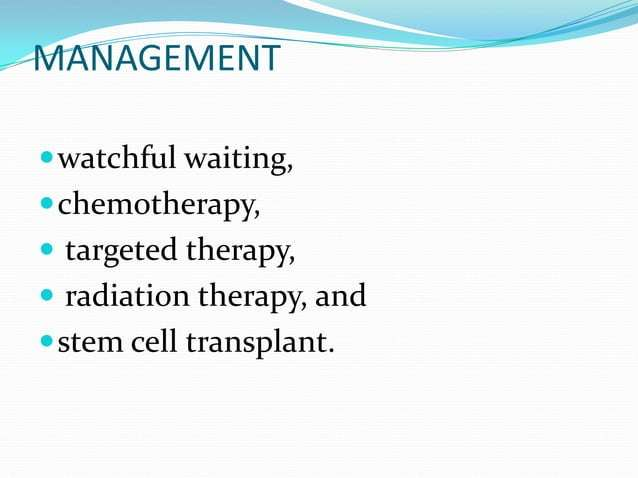 MANAGEMENT
watchful waiting,
chemotherapy,
targeted therapy,
radiation therapy, and
stem cell transplant.